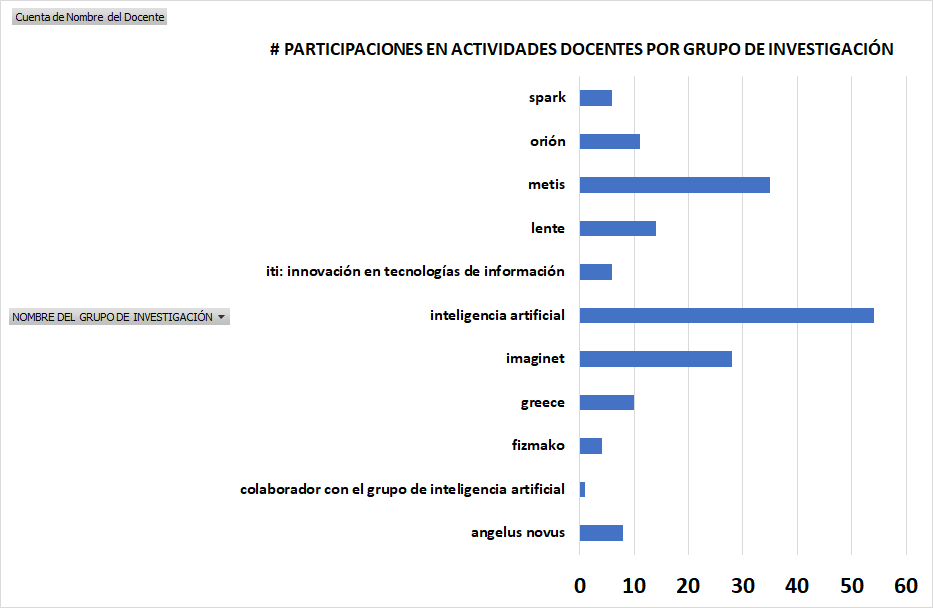 Cuenta de Nombre del Docente
# PARTICIPACIONES EN ACTIVIDADES DOCENTES POR GRUPO DE INVESTIGACIÓN
spark
orión
metis
lente
iti: innovación en tecnologías de información
NOMBRE DEL GRUPO DE INVESTIGACIÓN
inteligencia artificial
imaginet
greece
fizmako
colaborador con el grupo de inteligencia artificial
angelus novus
0 10 20 30 40 50 60